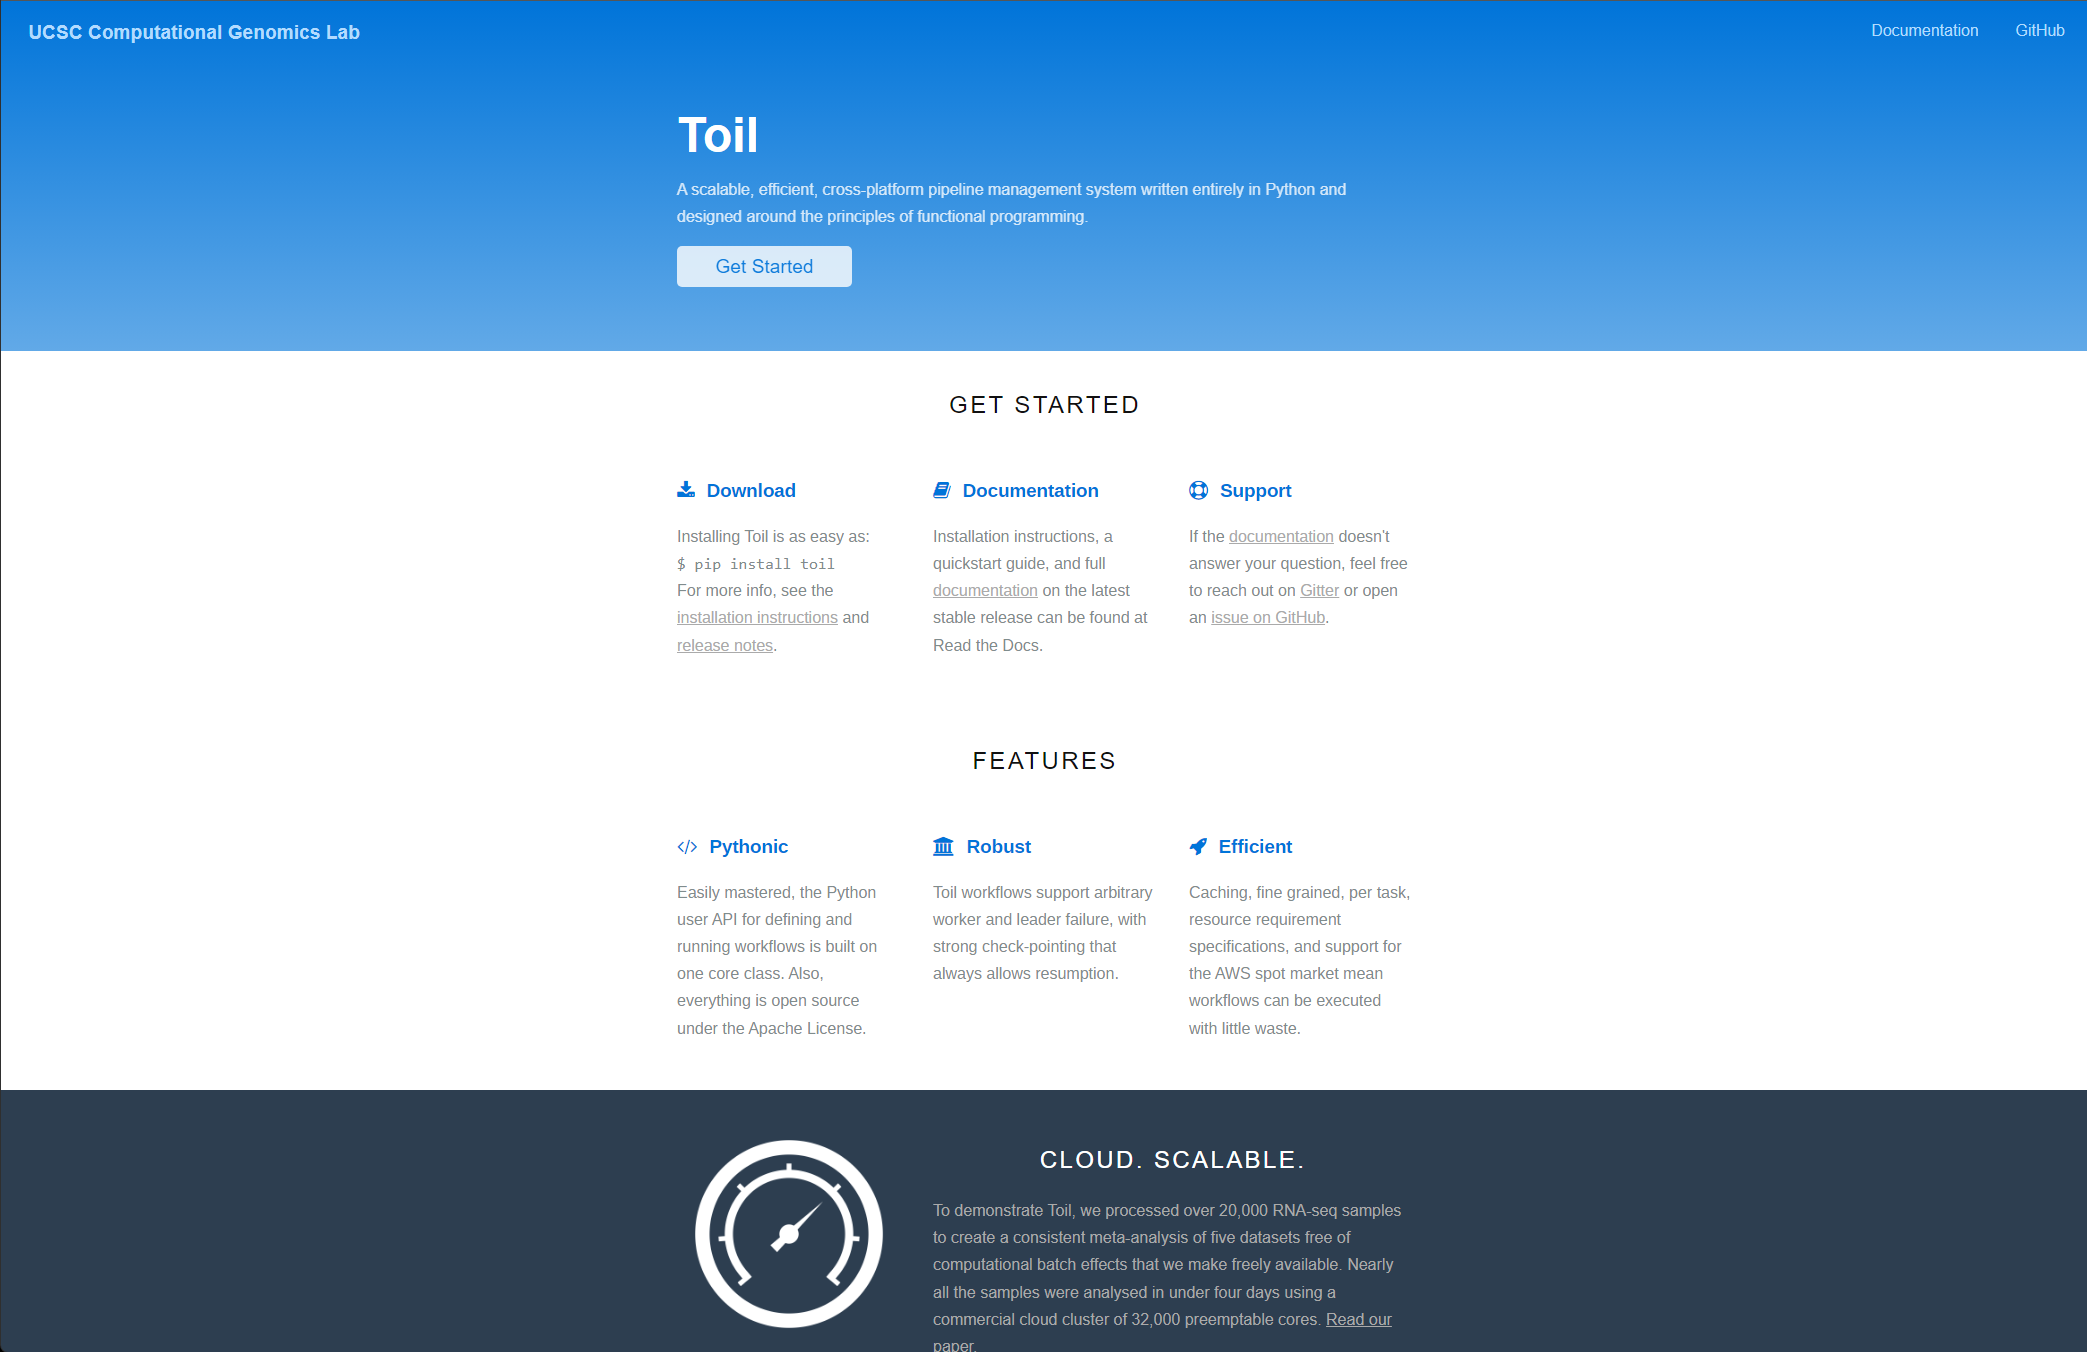 UCSC Computational Genomics Lab
Documentation
GitHub
Toil
A scalable, efficient, cross-platform pipeline management system written entirely in Python and
designed around the principles of functional programming.
Get Started
GET STARTED
Download
Installing Toil is as easy as:
$ pip install toil
For more info, see the
installation instructions and
release notes.
Documentation
Installation instructions, a
quickstart guide, and full
documentation on the latest
stable release can be found at
Read the Docs.
Support
If the documentation doesn't
answer your question, feel free
to reach out on Gitter or open
an issue on GitHub.
FEATURES
Pythonic
Easily mastered, the Python
user API for defining and
running workflows is built on
one core class. Also,
everything is open source
under the Apache License.
Robust
Toil workflows support arbitrary
worker and leader failure, with
strong check-pointing that
always allows resumption.
Efficient
Caching, fine grained, per task,
resource requirement
specifications, and support for
the AWS spot market mean
workflows can be executed
with little waste.
CLOUD. SCALABLE.
To demonstrate Toil, we processed over 20,000 RNA-seq samples
to create a consistent meta-analysis of five datasets free of
computational batch effects that we make freely available. Nearly
all the samples were analysed in under four days using a
commercial cloud cluster of 32,000 preemptable cores. Read our
paper.